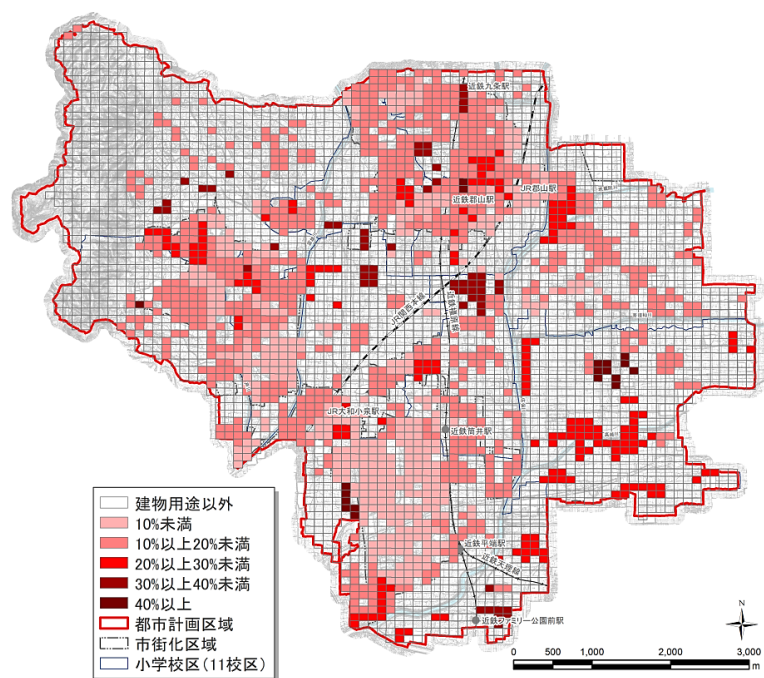 近鉄九条駅
JR郡山駅
近鉄郡山駅
JR関西本線
近鉄橿原線
JR大和小泉駅
近鉄筒井駅
近鉄平端駅
近鉄天理線
近鉄ファミリー公園前駅
建物用途以外
10%未満
10%以上20%未満
20%以上30%未満
30%以上40%未満
40%以上
都市計画区域
市街化区域
小学校区(11校区)
N
0 500 1,000 2,000 3,000
m